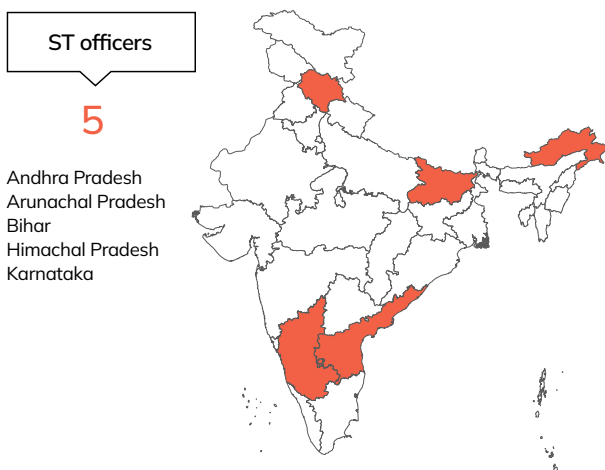 ST officers
5
Andhra Pradesh
Arunachal Pradesh
Bihar
Himachal Pradesh
Karnataka